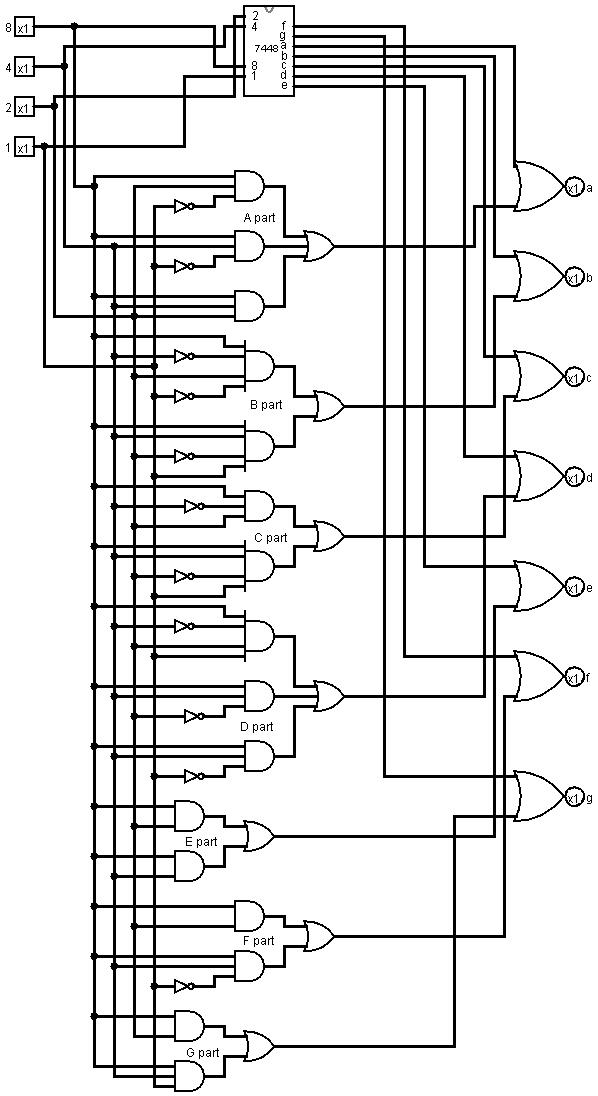 8 x1
4 x1
2 x1
1 x1
2
4
8
1
7448
f
g
a
b
c
d
e
A part
B part
C part
D part
E part
F part
G part
x1 a
x1 b
x1 c
x1 d
x1 e
x1 f
x1 g